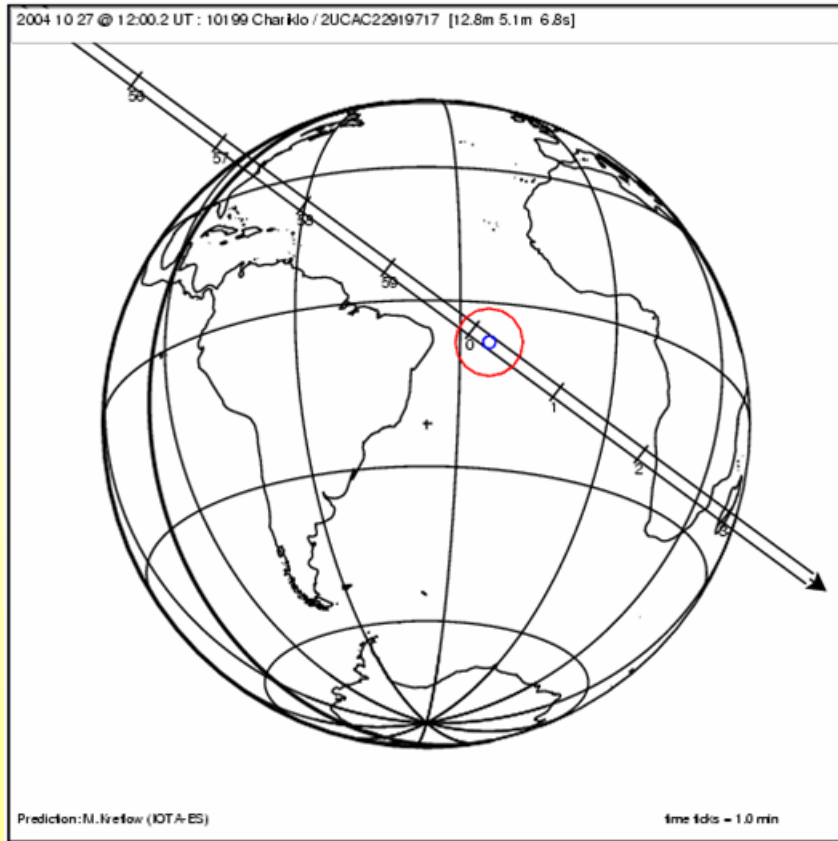 2004 10 27 @ 12:00.2 UT : 10199 Chariklo / 2UCAC22919717 [12.8m 5.1m 6.8s]
56
57
58
59
0
1
2
3
Prediction: M. Kretlow (IOTA-ES)
time ticks = 1.0 min